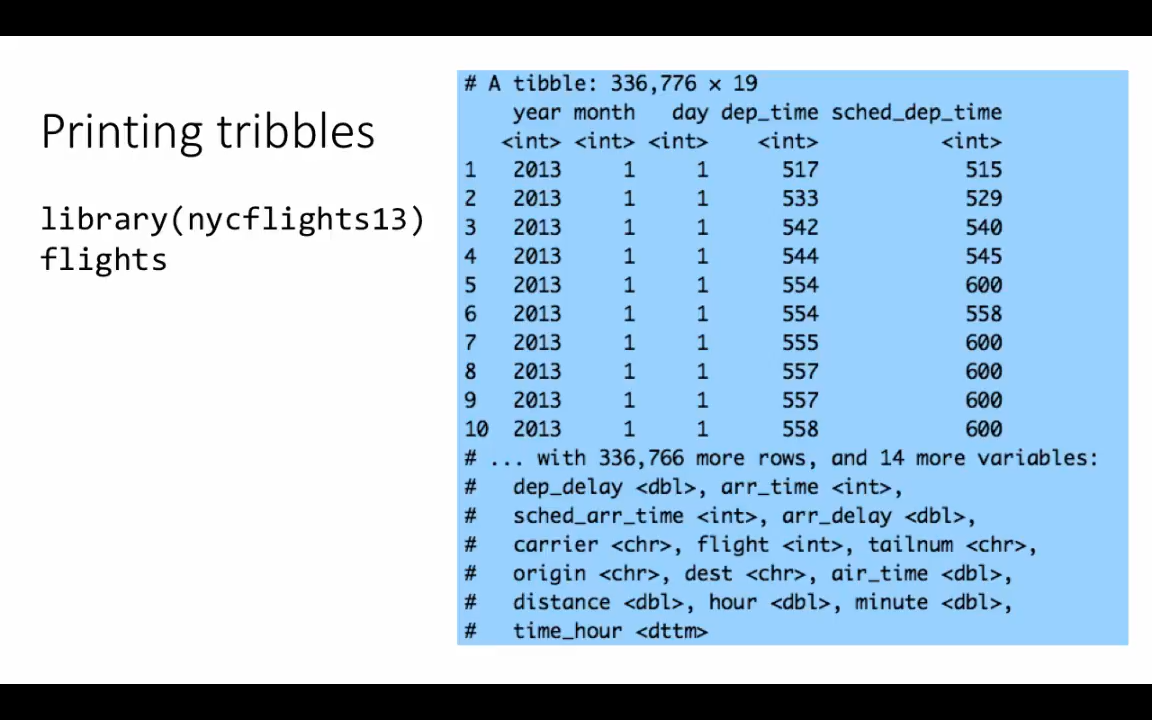 Printing tribbles
library(nycflights13)
flights
# A tibble: 336,776 × 19
year month day dep_time sched_dep_time
<int> <int> <int> <int> <int>
1 2013 1 1 517 515
2 2013 1 1 533 529
3 2013 1 1 542 540
4 2013 1 1 544 545
5 2013 1 1 554 600
6 2013 1 1 554 558
7 2013 1 1 555 600
8 2013 1 1 557 600
9 2013 1 1 557 600
10 2013 1 1 558 600
# ... with 336,766 more rows, and 14 more variables:
# dep_delay <dbl>, arr_time <int>,
# sched_arr_time <int>, arr_delay <dbl>,
# carrier <chr>, flight <int>, tailnum <chr>,
# origin <chr>, dest <chr>, air_time <dbl>,
# distance <dbl>, hour <dbl>, minute <dbl>,
# time_hour <dttm>